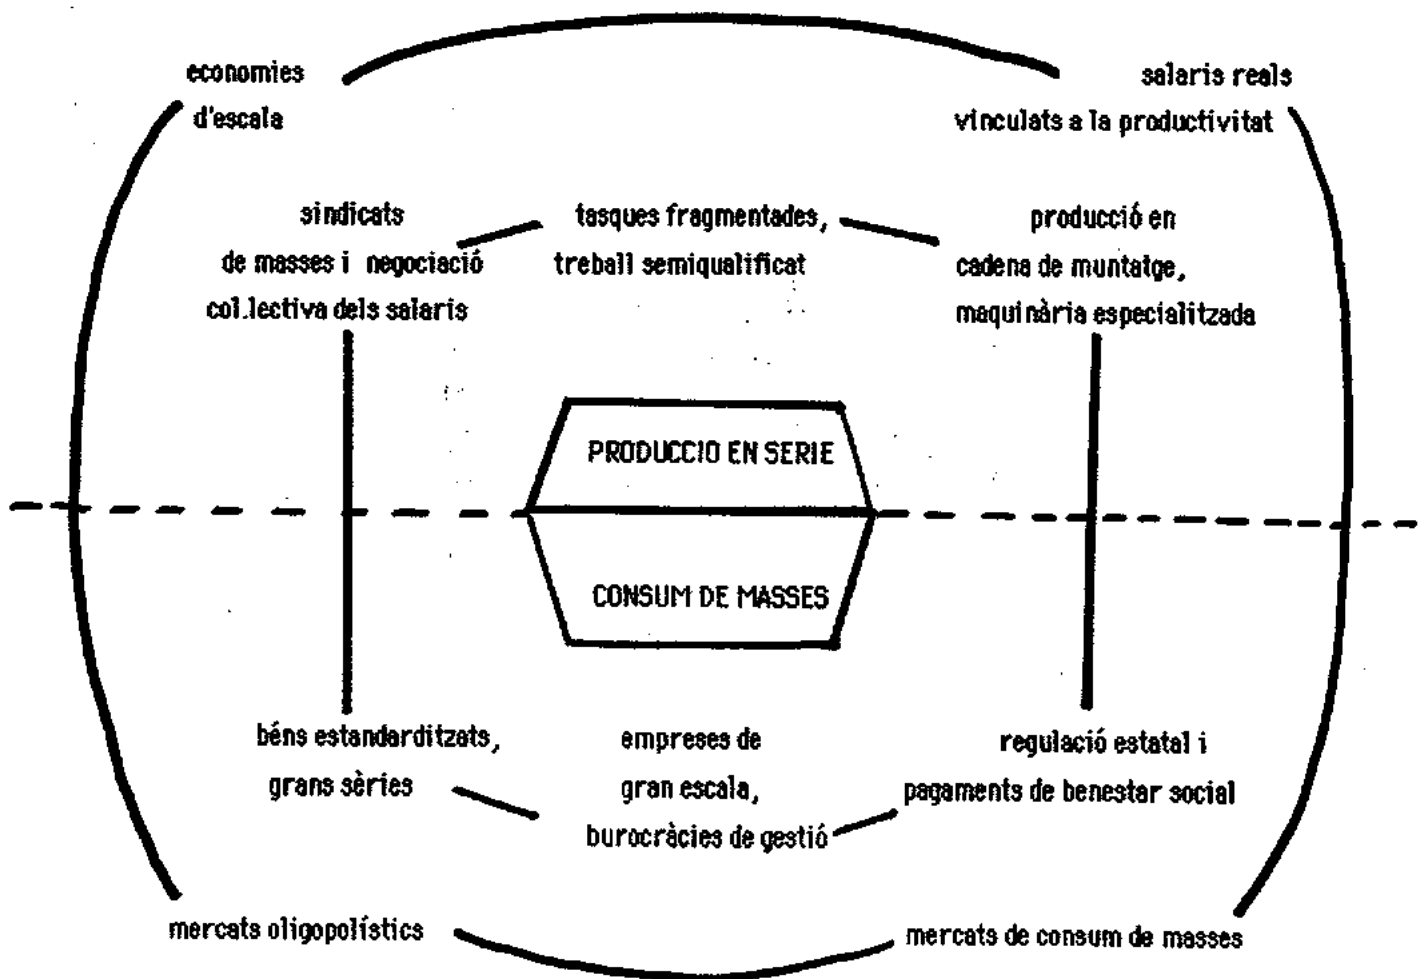 economies
d'escala
salaris reals
vinculats a la productivitat
sindicats
de masses i negociació
col.lectiva dels salaris
tasques fragmentades,
treball semiqualificat
producció en
cadena de muntatge,
maquinària especialitzada
PRODUCCIO EN SERIE
CONSUM DE MASSES
béns estandarditzats,
grans sèries
empreses de
gran escala,
burocràcies de gestió
regulació estatal i
pagaments de benestar social
mercats oligopolístics
mercats de consum de masses